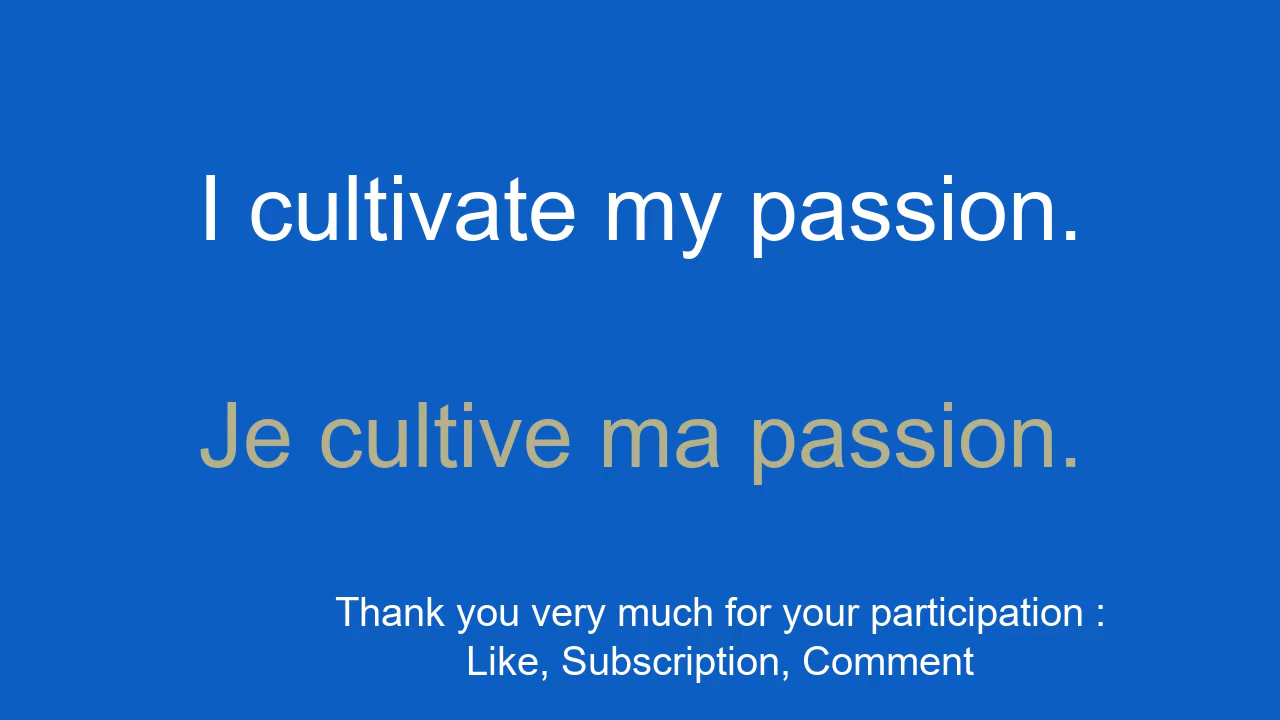 I cultivate my passion.
Je cultive ma passion.
Thank you very much for your participation :
Like, Subscription, Comment